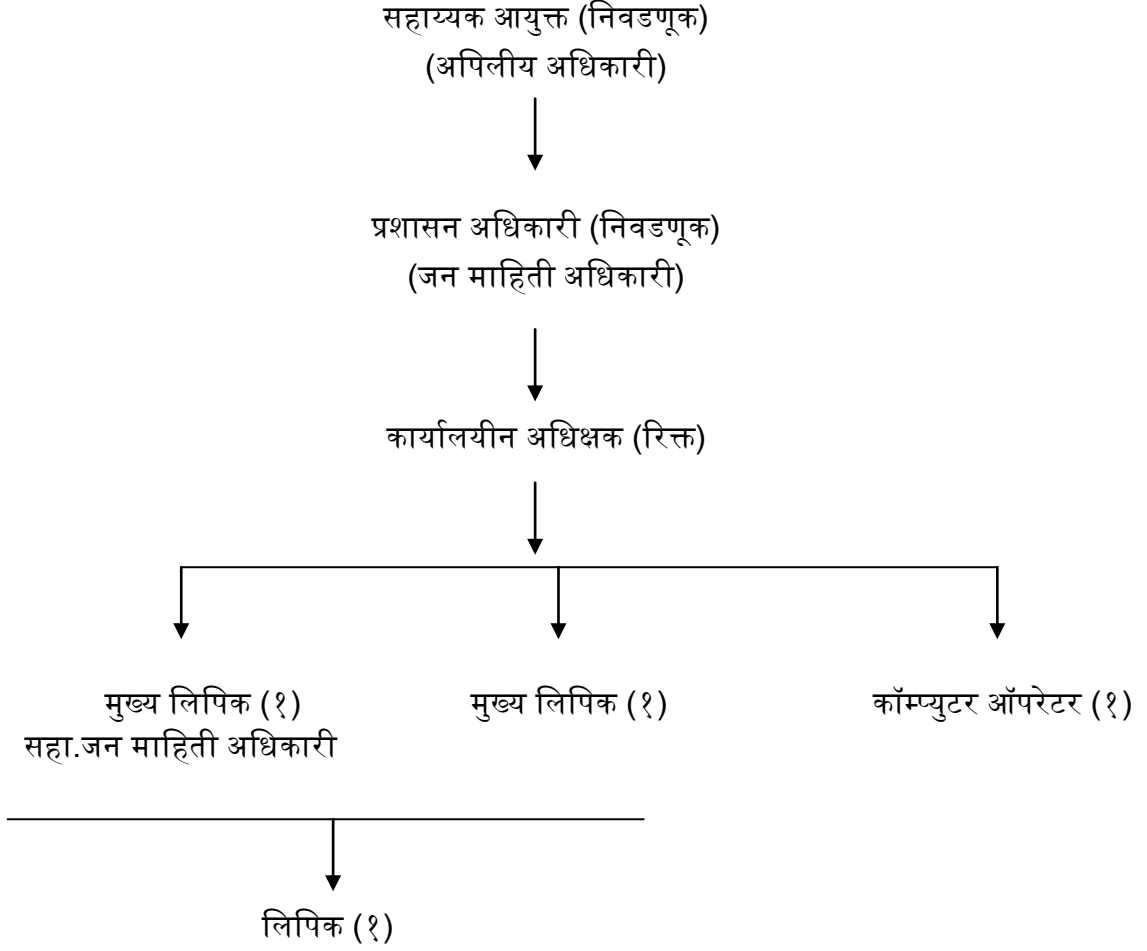 सहाय्यक आयुक्त (निवडणूक)
(अपिलीय अधिकारी)
प्रशासन अधिकारी (निवडणूक)
(जन माहिती अधिकारी)
कार्यालयीन अधिक्षक (रिक्त)
मुख्य लिपिक (१)
सहा.जन माहिती अधिकारी
मुख्य लिपिक (१)
कॉम्प्युटर ऑपरेटर (१)
लिपिक (१)